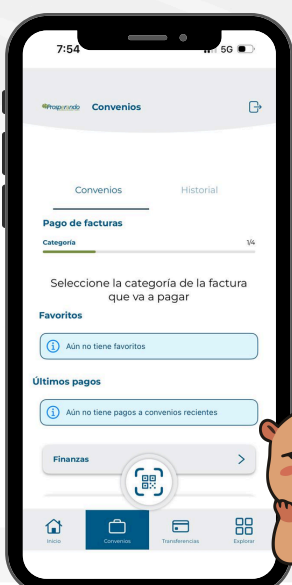 7:54
5G
Prosperando Convenios
Convenios Historial
Pago de facturas
Categoría 1/4
Seleccione la categoría de la factura
que va a pagar
Favoritos
Aún no tiene favoritos
Últimos pagos
Aún no tiene pagos a convenios recientes
Finanzas
Inicio Convenios Transferencias Explorar